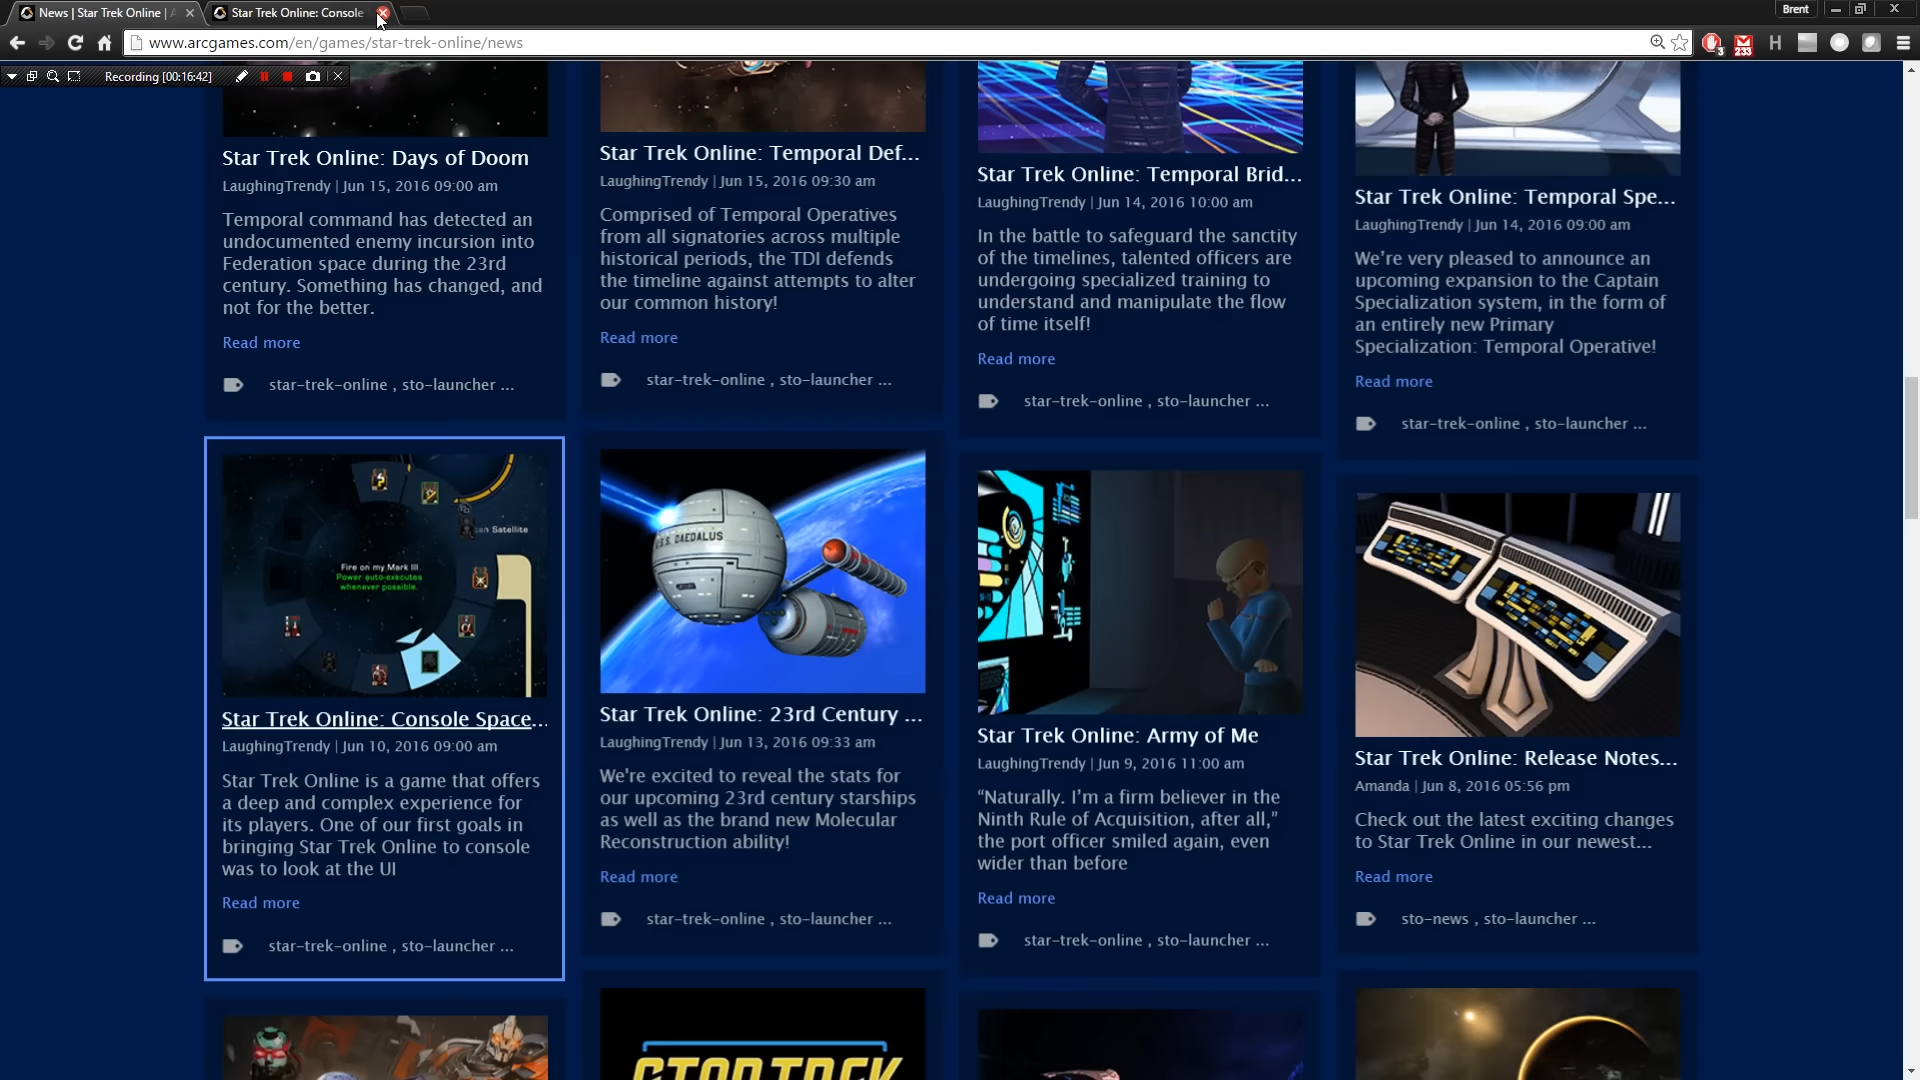 News | Star Trek Online |
Star Trek Online: Console
Brent
www.arcgames.com/en/games/star-trek-online/news
3
233
H
Recording [00:16:42]
Star Trek Online: Days of Doom
LaughingTrendy | Jun 15, 2016 09:00 am
Temporal command has detected an
undocumented enemy incursion into
Federation space during the 23rd
century. Something has changed, and
not for the better.
Read more
star-trek-online , sto-launcher ...
Star Trek Online: Temporal Def...
LaughingTrendy | Jun 15, 2016 09:30 am
Comprised of Temporal Operatives
from all signatories across multiple
historical periods, the TDI defends
the timeline against attempts to alter
our common history!
Read more
star-trek-online , sto-launcher ...
Star Trek Online: Temporal Brid...
LaughingTrendy | Jun 14, 2016 10:00 am
In the battle to safeguard the sanctity
of the timelines, talented officers are
undergoing specialized training to
understand and manipulate the flow
of time itself!
Read more
star-trek-online , sto-launcher ...
Star Trek Online: Temporal Spe...
LaughingTrendy | Jun 14, 2016 09:00 am
We’re very pleased to announce an
upcoming expansion to the Captain
Specialization system, in the form of
an entirely new Primary
Specialization: Temporal Operative!
Read more
star-trek-online , sto-launcher ...
an Satellite
Fire on my Mark III
Power auto-executes
whenever possible.
Star Trek Online: Console Space...
LaughingTrendy | Jun 10, 2016 09:00 am
Star Trek Online is a game that offers
a deep and complex experience for
its players. One of our first goals in
bringing Star Trek Online to console
was to look at the UI
Read more
star-trek-online , sto-launcher ...
U.S.S. DAEDALUS
Star Trek Online: 23rd Century ...
LaughingTrendy | Jun 13, 2016 09:33 am
We're excited to reveal the stats for
our upcoming 23rd century starships
as well as the brand new Molecular
Reconstruction ability!
Read more
star-trek-online , sto-launcher ...
Star Trek Online: Army of Me
LaughingTrendy | Jun 9, 2016 11:00 am
“Naturally. I’m a firm believer in the
Ninth Rule of Acquisition, after all,”
the port officer smiled again, even
wider than before
Read more
star-trek-online , sto-launcher ...
Star Trek Online: Release Notes...
Amanda | Jun 8, 2016 05:56 pm
Check out the latest exciting changes
to Star Trek Online in our newest...
Read more
sto-news , sto-launcher ...
STAR TREK